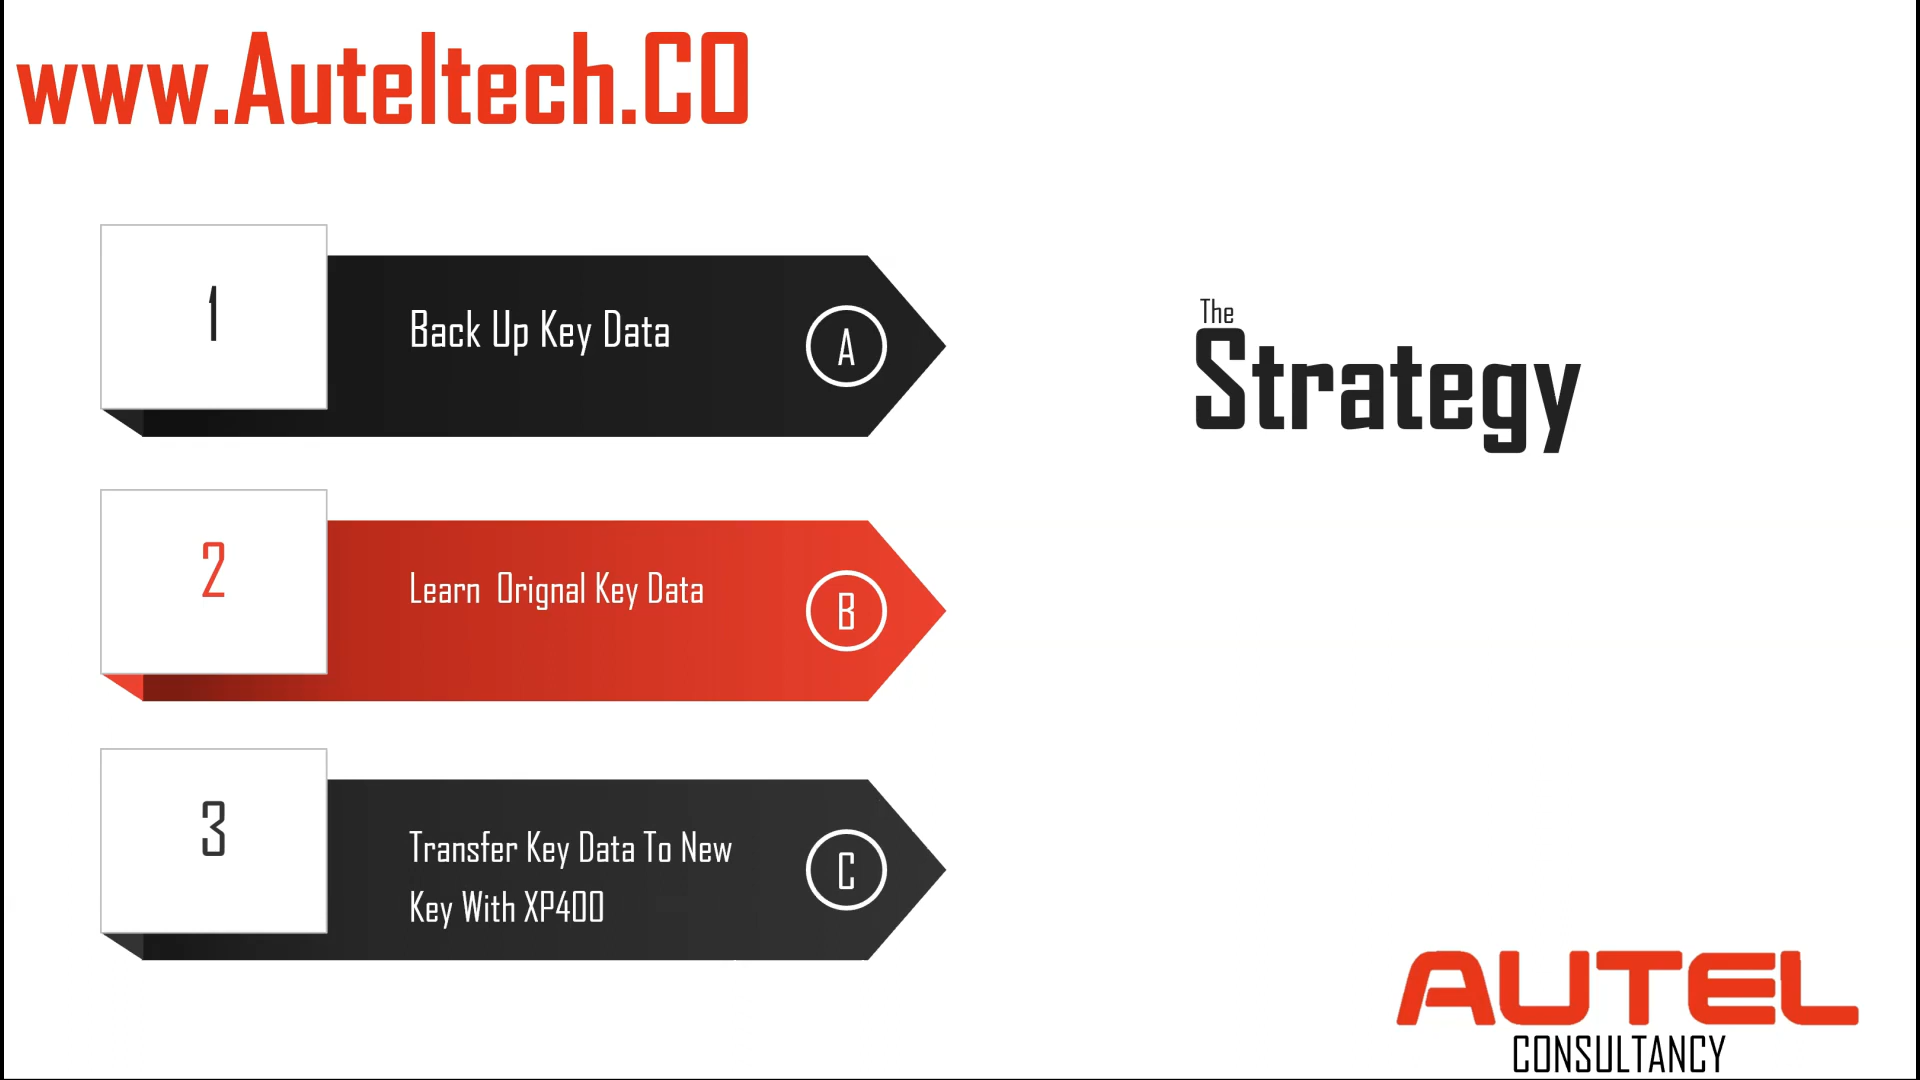 www.Auteltech.CO
1
Back Up Key Data
A
The
Strategy
2
Learn Orignal Key Data
B
3
Transfer Key Data To New
Key With XP400
C
AUTEL
CONSULTANCY